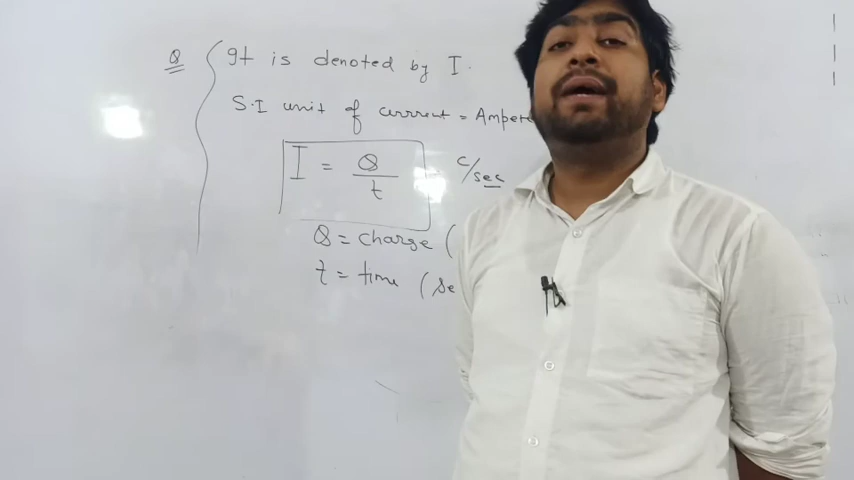 Q
It is denoted by I.
S.I unit of current = Ampere
I = Q/t C/sec
Q = charge (
t = time (Se